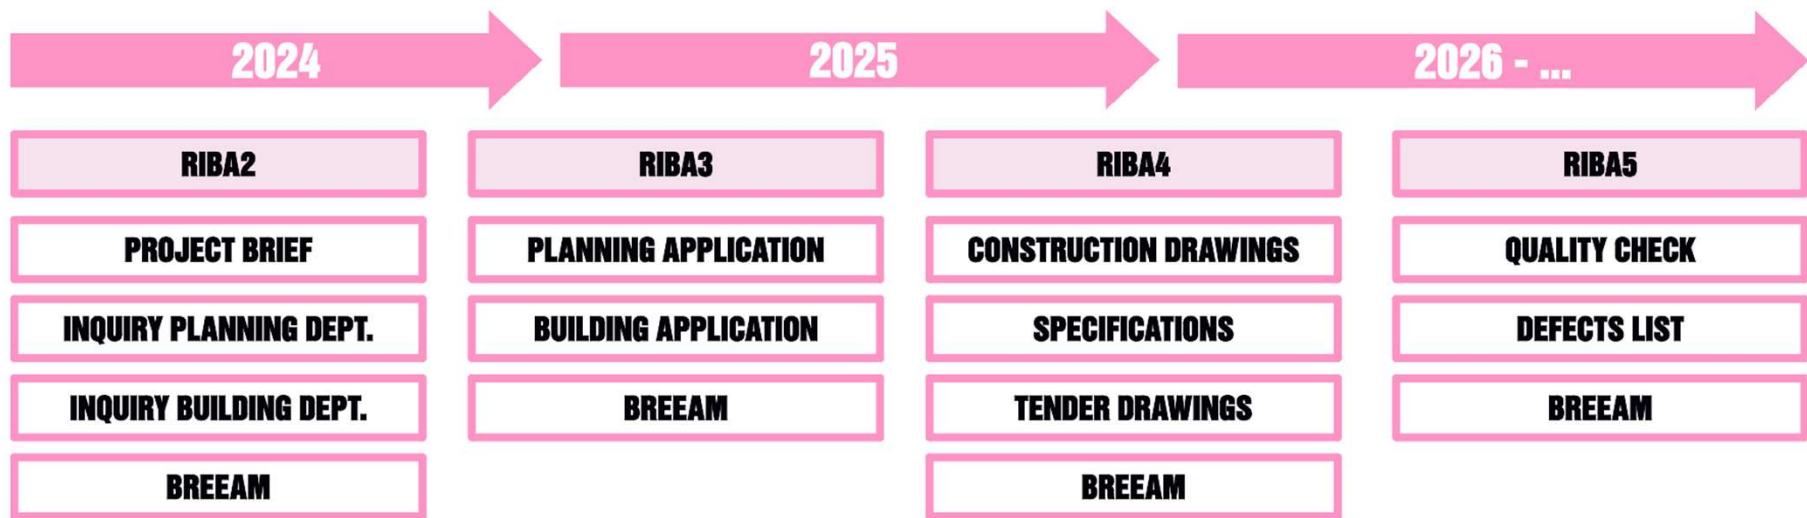 2024
2025
2026 - ...
RIBA2
PROJECT BRIEF
INQUIRY PLANNING DEPT.
INQUIRY BUILDING DEPT.
BREEAM
RIBA3
PLANNING APPLICATION
BUILDING APPLICATION
BREEAM
RIBA4
CONSTRUCTION DRAWINGS
SPECIFICATIONS
TENDER DRAWINGS
BREEAM
RIBA5
QUALITY CHECK
DEFECTS LIST
BREEAM